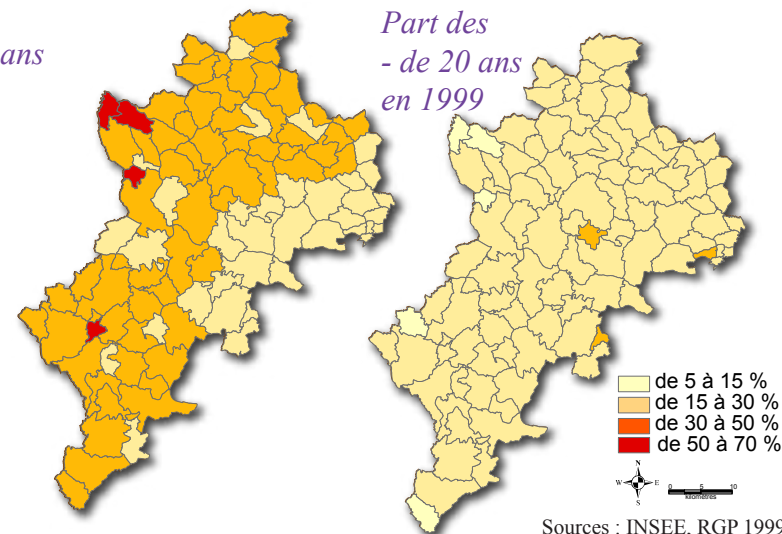 ans
Part des
- de 20 ans
en 1999
de 5 à 15 %
de 15 à 30 %
de 30 à 50 %
de 50 à 70 %
N
W E
S
0 5 10
kilomètres
Sources : INSEE, RGP 1999